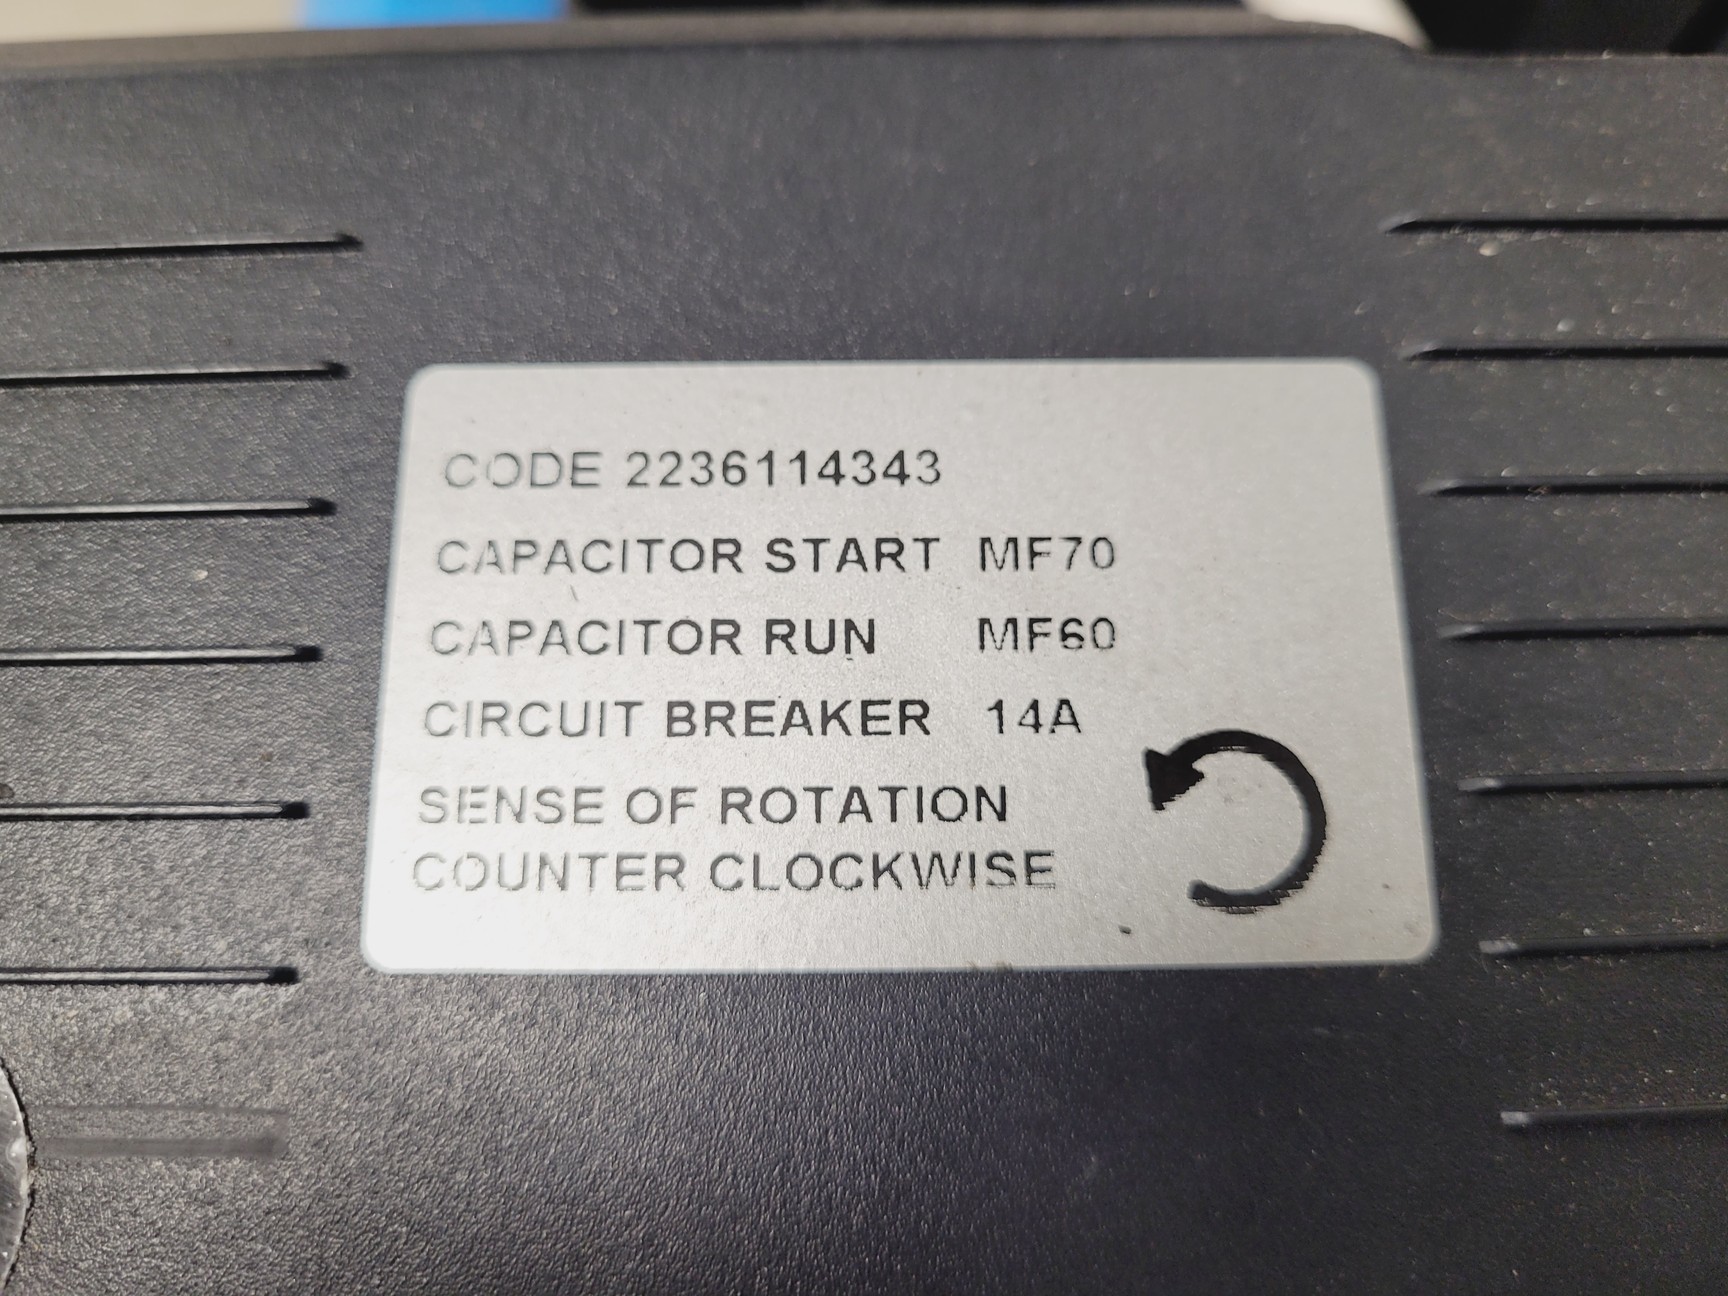 CODE 2236114343
CAPACITOR START MF70
CAPACITOR RUN MF60
CIRCUIT BREAKER 14A
SENSE OF ROTATION
COUNTER CLOCKWISE